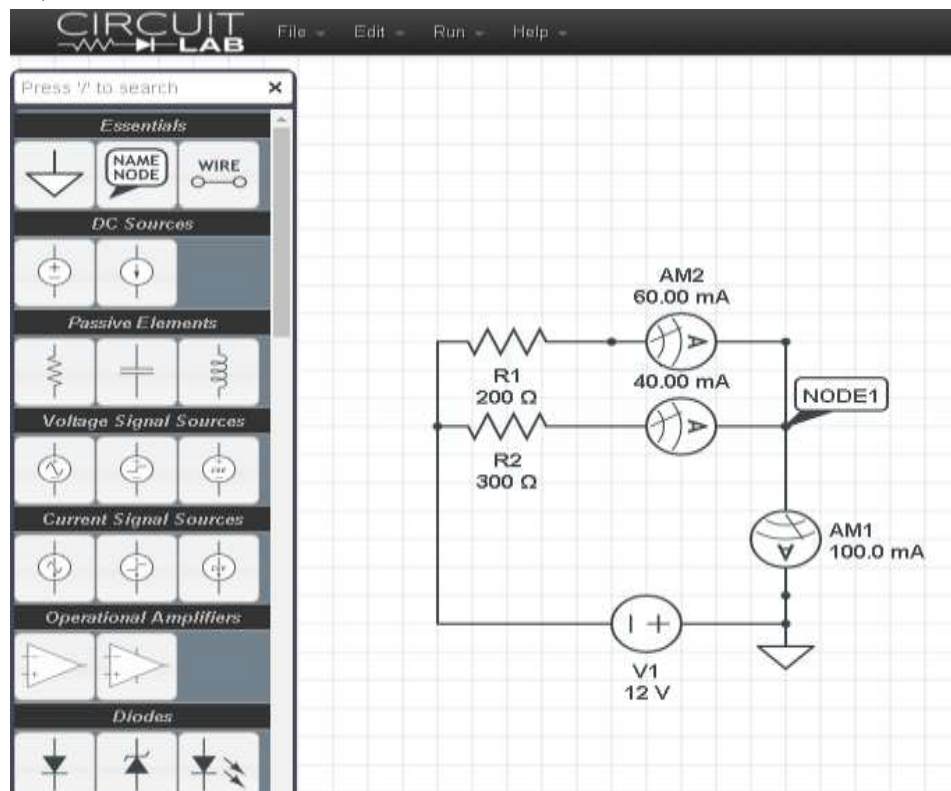 CIRCUIT
LAB
File Edit Run Help
Press '/' to search ×
Essentials
NAME
NODE
WIRE
DC Sources
Passive Elements
Voltage Signal Sources
Current Signal Sources
Operational Amplifiers
Diodes
AM2
60.00 mA
A
R1
200 Ω
40.00 mA
A
NODE1
R2
300 Ω
A
AM1
100.0 mA
V1
12 V